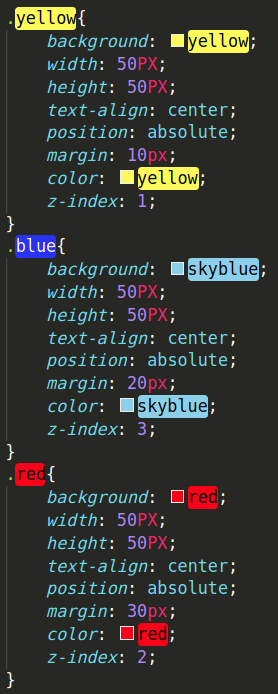 .yellow{
    background: yellow;
    width: 50PX;
    height: 50PX;
    text-align: center;
    position: absolute;
    margin: 10px;
    color: yellow;
    z-index: 1;
}
.blue{
    background: skyblue;
    width: 50PX;
    height: 50PX;
    text-align: center;
    position: absolute;
    margin: 20px;
    color: skyblue;
    z-index: 3;
}
.red{
    background: red;
    width: 50PX;
    height: 50PX;
    text-align: center;
    position: absolute;
    margin: 30px;
    color: red;
    z-index: 2;
}